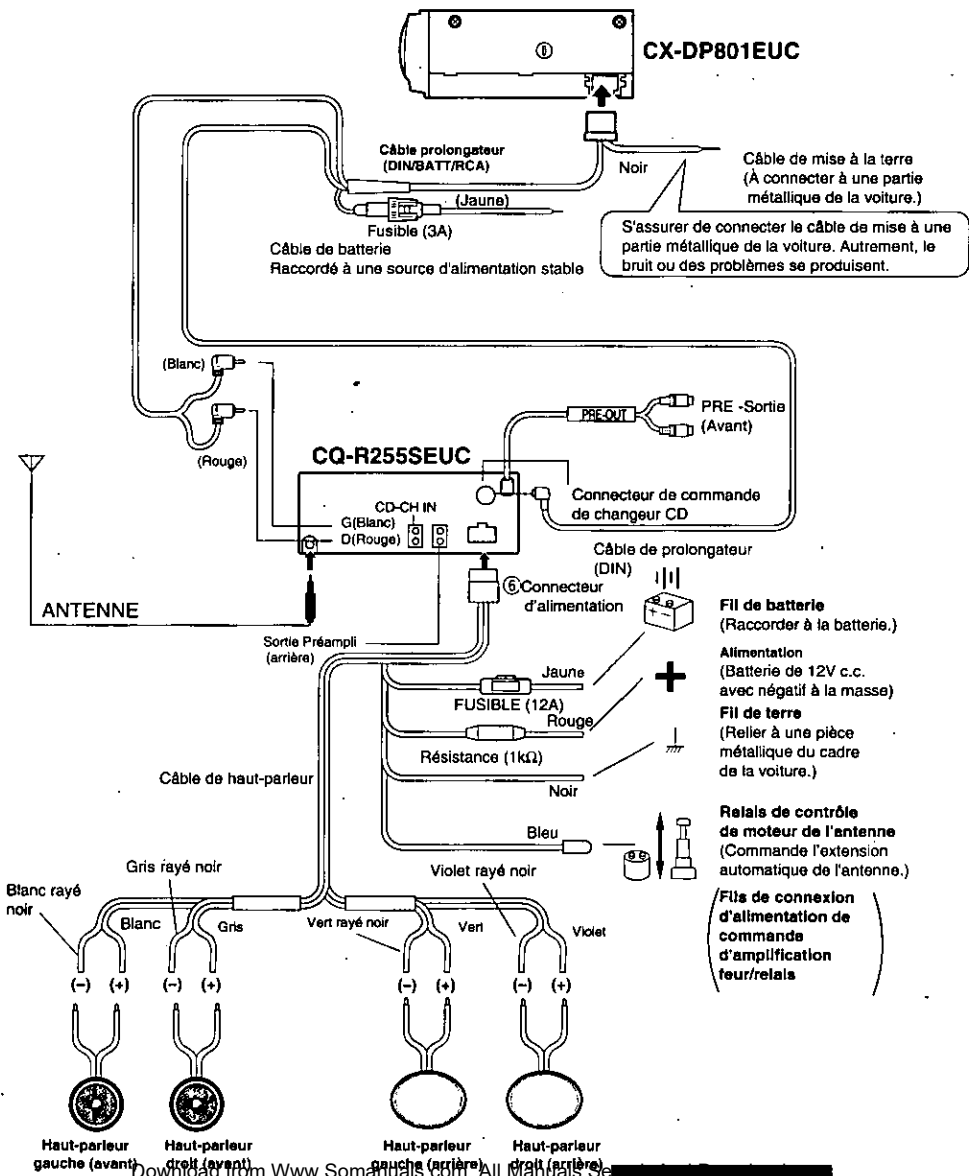 CX-DP801EUC
Câble prolongateur
(DIN/BATT/RCA)
Noir
Câble de mise à la terre
(À connecter à une partie
métallique de la voiture.)
(Jaune)
Fusible (3A)
S'assurer de connecter le câble de mise à une
partie métallique de la voiture. Autrement, le
bruit ou des problèmes se produisent.
Câble de batterie
Raccordé à une source d'alimentation stable
(Blanc)
(Rouge)
PRE-OUT
PRE -Sortie
(Avant)
CQ-R255SEUC
CD-CH IN
G(Blanc)
D(Rouge)
Connecteur de commande
de changeur CD
Câble de prolongateur
(DIN)
ANTENNE
⑥Connecteur
d'alimentation
Sortie Préampli
(arrière)
Fil de batterie
(Raccorder à la batterie.)
Jaune
FUSIBLE (12A)
Alimentation
(Batterie de 12V c.c.
avec négatif à la masse)
Rouge
Résistance (1kΩ)
Fil de terre
(Relier à une pièce
métallique du cadre
de la voiture.)
Noir
Câble de haut-parleur
Bleu
Relais de contrôle
de moteur de l'antenne
(Commande l'extension
automatique de l'antenne.)
(Fils de connexion
d'alimentation de
commande
d'amplification
feur/relais)
Blanc rayé
noir
Gris rayé noir
Violet rayé noir
Blanc
Gris
Vert rayé noir
Vert
Violet
(-) (+) (-) (+) (-) (+) (-) (+)
Haut-parleur
gauche (avant)
Haut-parleur
droit (avant)
Haut-parleur
gauche (arrière)
Haut-parleur
droit (arrière)
Download from Www.Somanuals.com. All Manuals